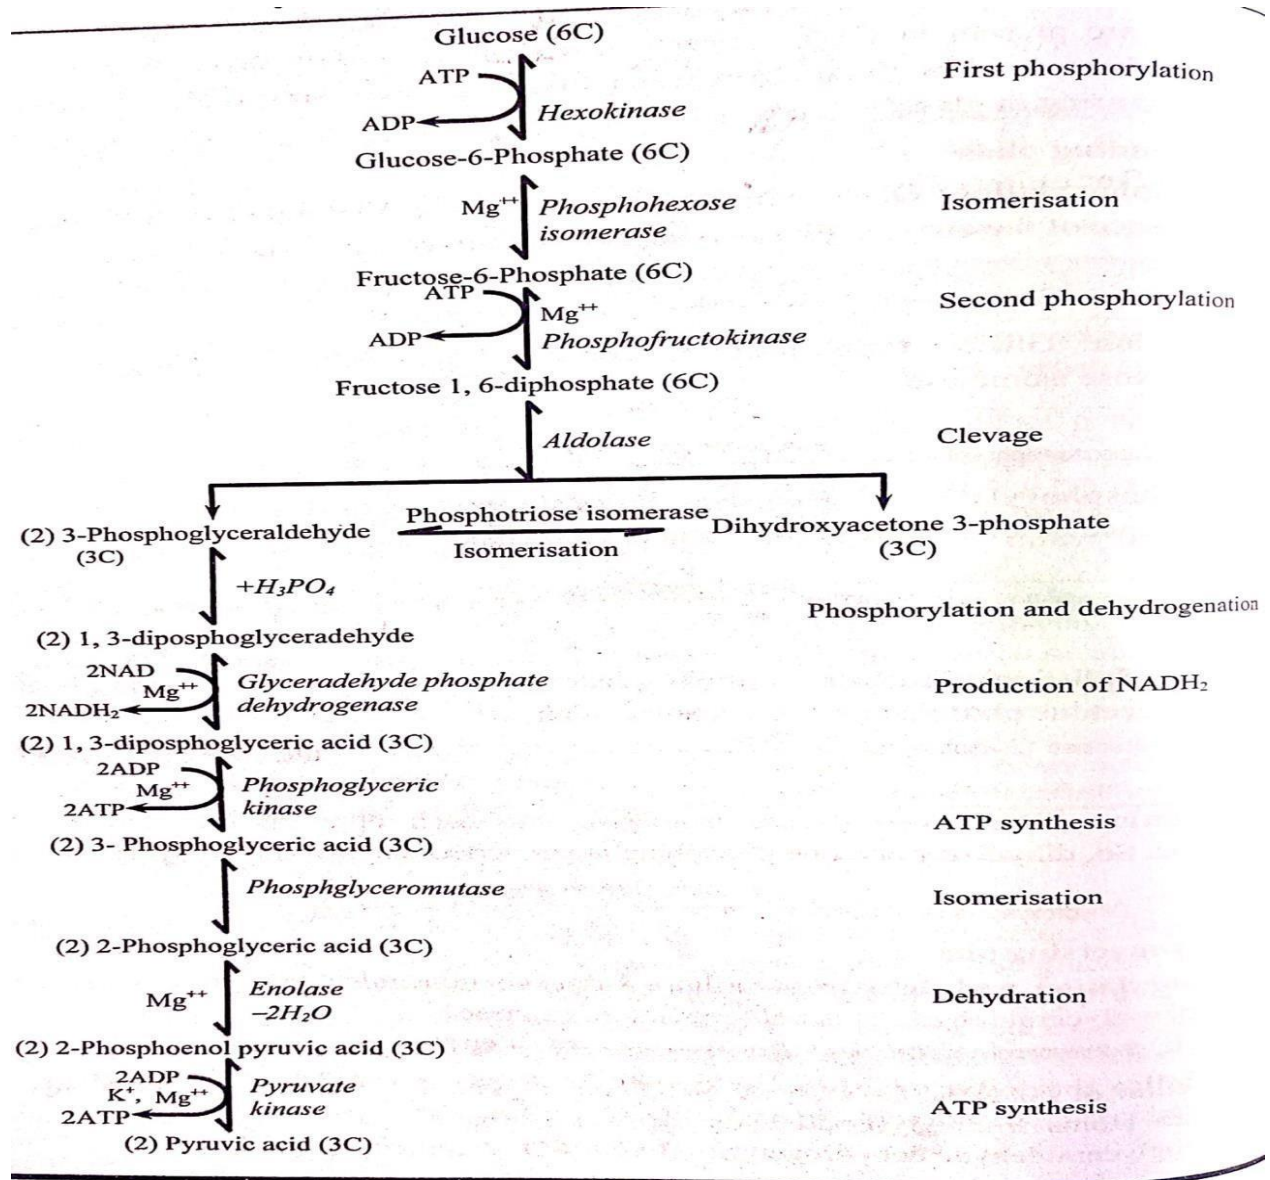 Glucose (6C)
ATP
First phosphorylation
Hexokinase
ADP
Glucose-6-Phosphate (6C)
Mg⁺⁺
Phosphohexose
isomerase
Isomerisation
Fructose-6-Phosphate (6C)
ATP
Mg⁺⁺
Second phosphorylation
ADP
Phosphofructokinase
Fructose 1, 6-diphosphate (6C)
Aldolase
Clevage
(2) 3-Phosphoglyceraldehyde
(3C)
Phosphotriose isomerase
Isomerisation
Dihydroxyacetone 3-phosphate
(3C)
+H₃PO₄
Phosphorylation and dehydrogenation
(2) 1, 3-diposphoglyceradehyde
2NAD
Mg⁺⁺
2NADH₂
Glyceradehyde phosphate
dehydrogenase
Production of NADH₂
(2) 1, 3-diposphoglyceric acid (3C)
2ADP
Mg⁺⁺
2ATP
Phosphoglyceric
kinase
ATP synthesis
(2) 3- Phosphoglyceric acid (3C)
Phosphglyceromutase
Isomerisation
(2) 2-Phosphoglyceric acid (3C)
Mg⁺⁺
Enolase
–2H₂O
Dehydration
(2) 2-Phosphoenol pyruvic acid (3C)
2ADP
K⁺, Mg⁺⁺
2ATP
Pyruvate
kinase
ATP synthesis
(2) Pyruvic acid (3C)